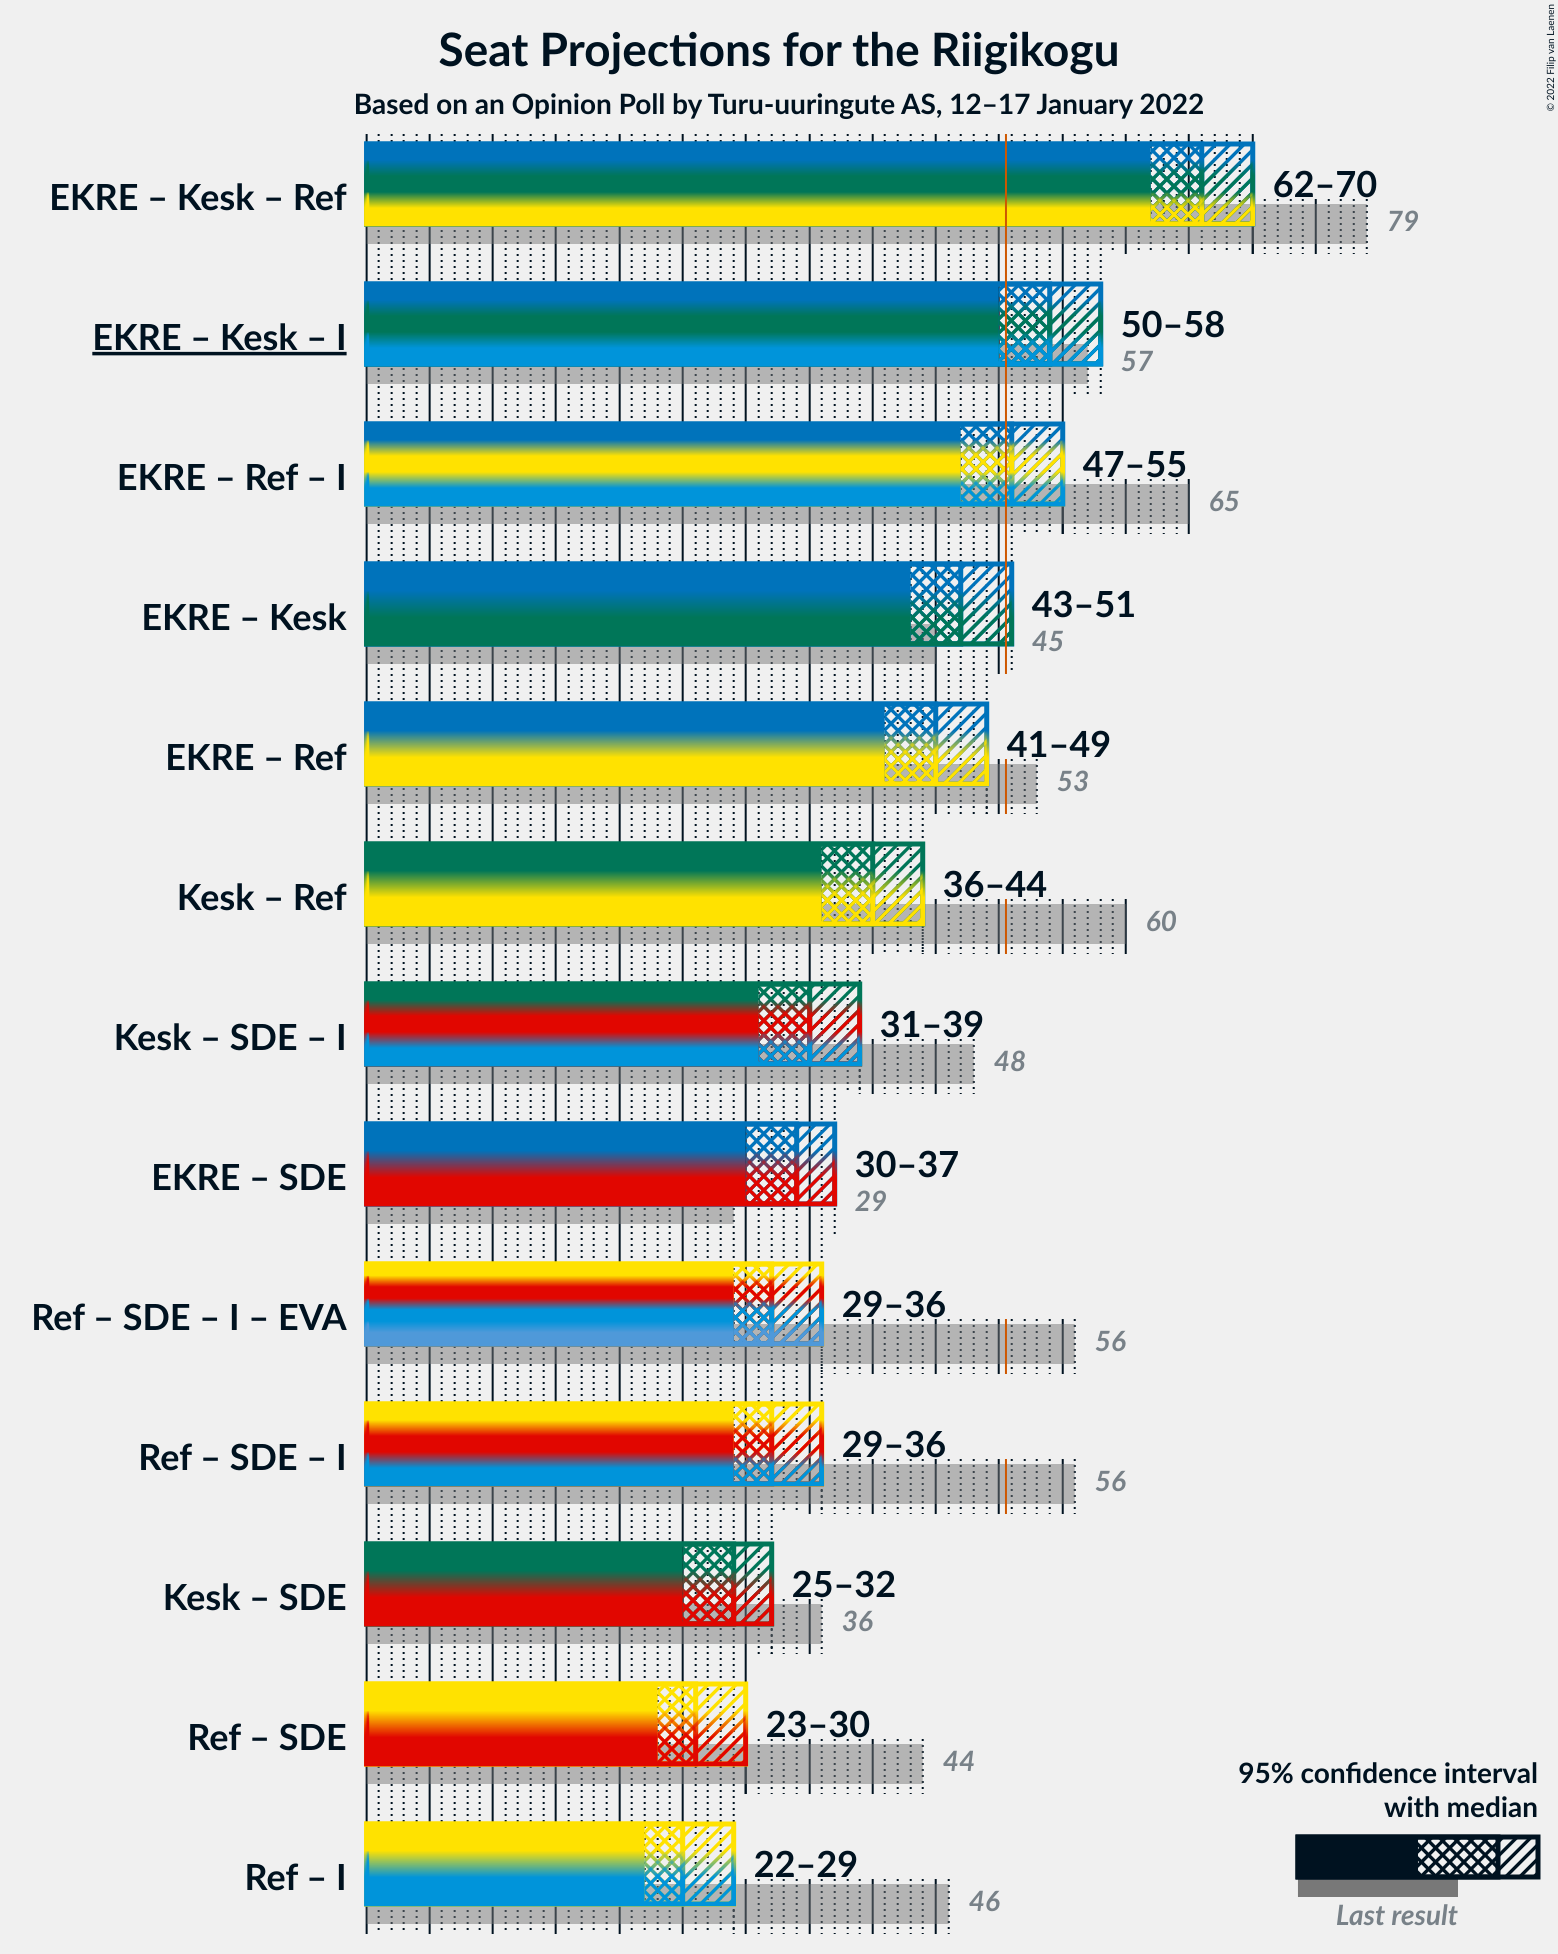 Seat Projections for the Riigikogu
Based on an Opinion Poll by Turu-uuringute AS, 12–17 January 2022
© 2022 Filip van Laenen
EKRE – Kesk – Ref
62–70
79
EKRE – Kesk – I
50–58
57
EKRE – Ref – I
47–55
65
EKRE – Kesk
43–51
45
EKRE – Ref
41–49
53
Kesk – Ref
36–44
60
Kesk – SDE – I
31–39
48
EKRE – SDE
30–37
29
Ref – SDE – I – EVA
29–36
56
Ref – SDE – I
29–36
56
Kesk – SDE
25–32
36
Ref – SDE
23–30
44
Ref – I
22–29
46
95% confidence interval
with median
Last result